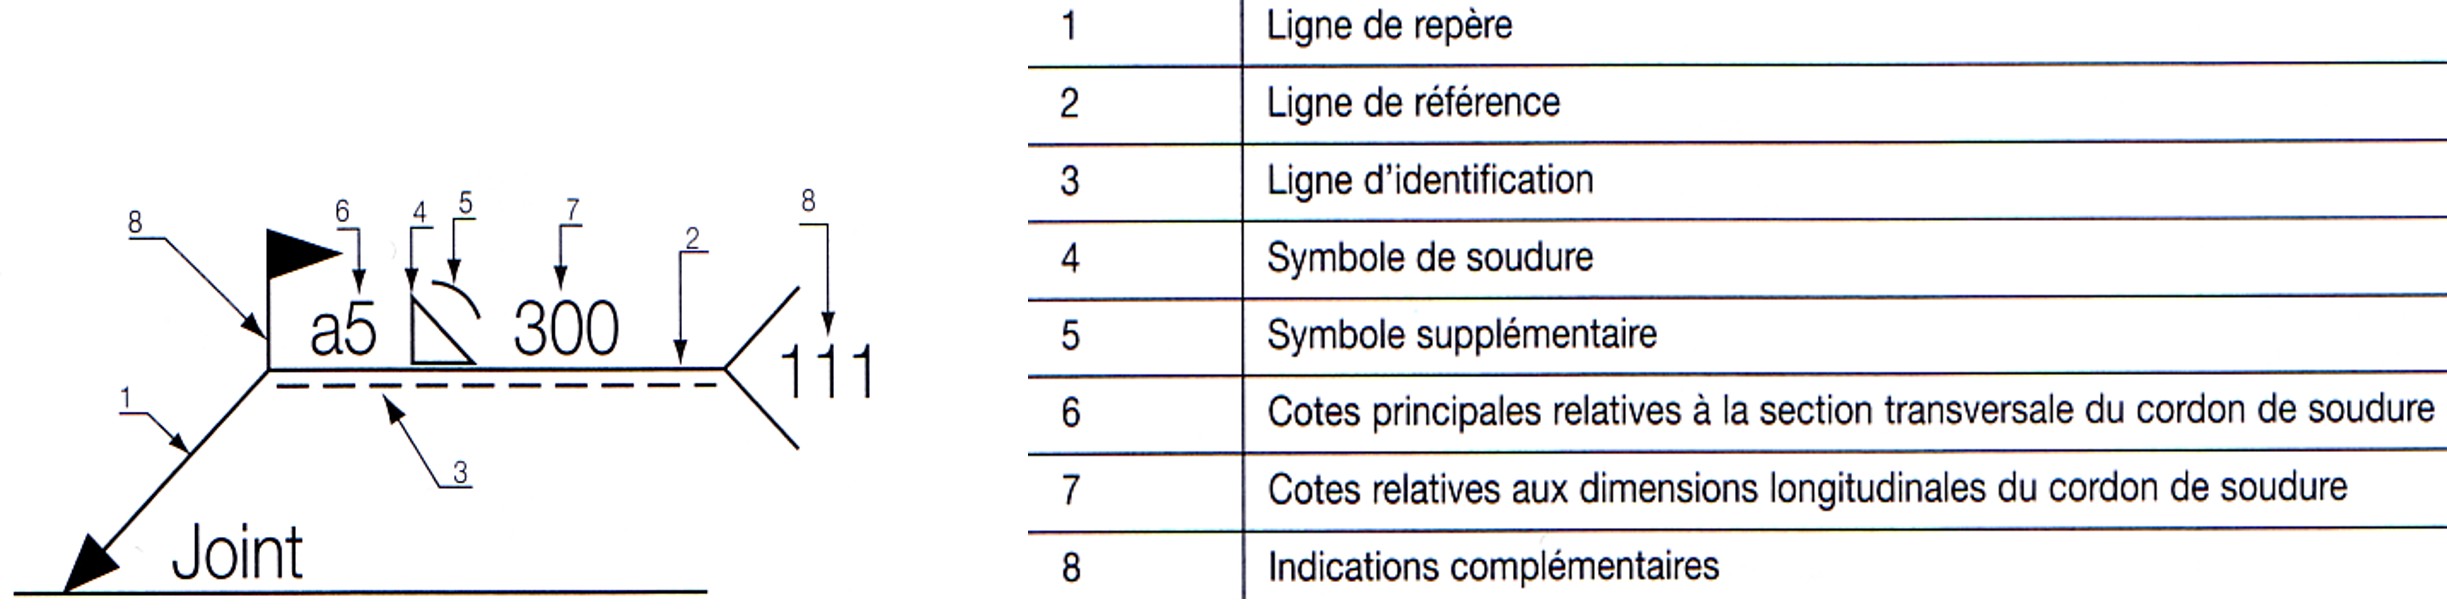 8
6
4
5
7
8
2
a5
300
111
1
3
Joint
1 Ligne de repère
2 Ligne de référence
3 Ligne d'identification
4 Symbole de soudure
5 Symbole supplémentaire
6 Cotes principales relatives à la section transversale du cordon de soudure
7 Cotes relatives aux dimensions longitudinales du cordon de soudure
8 Indications complémentaires